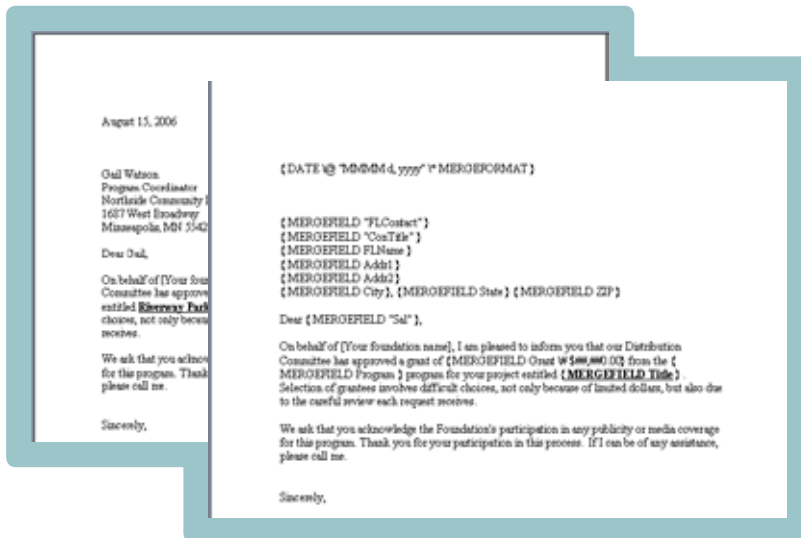 August 15, 2006
Gail Watson
Program Coordinator
Northside Community
1687 West Broadway
Minneapolis, MN 5542
Dear Gail,
On behalf of [Your foun
Committee has approve
entitled Riverway Park
choices, not only becau
receives.
We ask that you acknow
for this program. Thank
please call me.
Sincerely,
{ DATE \@ "MMMM d, yyyy" \* MERGEFORMAT }
{ MERGEFIELD "FLContact" }
{ MERGEFIELD "ConTitle" }
{ MERGEFIELD FLName }
{ MERGEFIELD Addr1 }
{ MERGEFIELD Addr2 }
{ MERGEFIELD City }, { MERGEFIELD State } { MERGEFIELD ZIP }
Dear { MERGEFIELD "Sal" },
On behalf of [Your foundation name], I am pleased to inform you that our Distribution
Committee has approved a grant of { MERGEFIELD Grant \# $###,##0.00} from the {
MERGEFIELD Program } program for your project entitled { MERGEFIELD Title } .
Selection of grantees involves difficult choices, not only because of limited dollars, but also due
to the careful review each request receives.
We ask that you acknowledge the Foundation's participation in any publicity or media coverage
for this program. Thank you for your participation in this process. If I can be of any assistance,
please call me.
Sincerely,